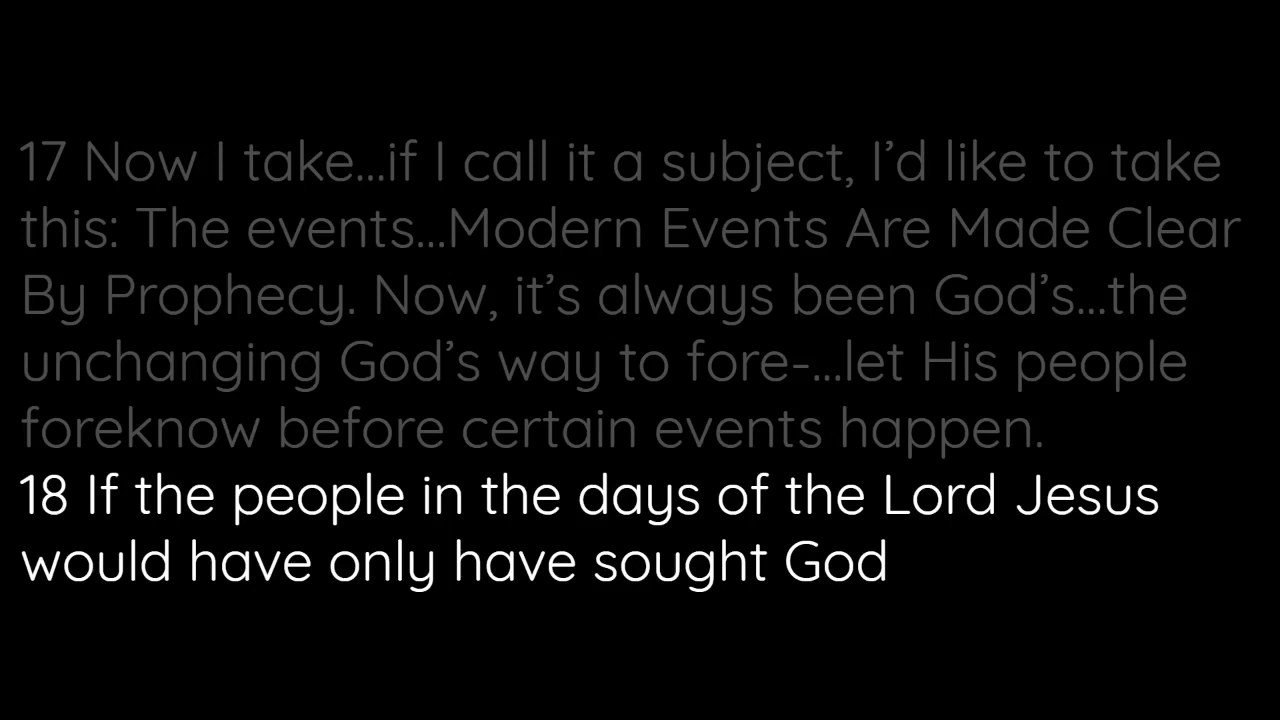 17 Now I take...if I call it a subject, I’d like to take
this: The events...Modern Events Are Made Clear
By Prophecy. Now, it’s always been God’s...the
unchanging God’s way to fore-...let His people
foreknow before certain events happen.
18 If the people in the days of the Lord Jesus
would have only have sought God